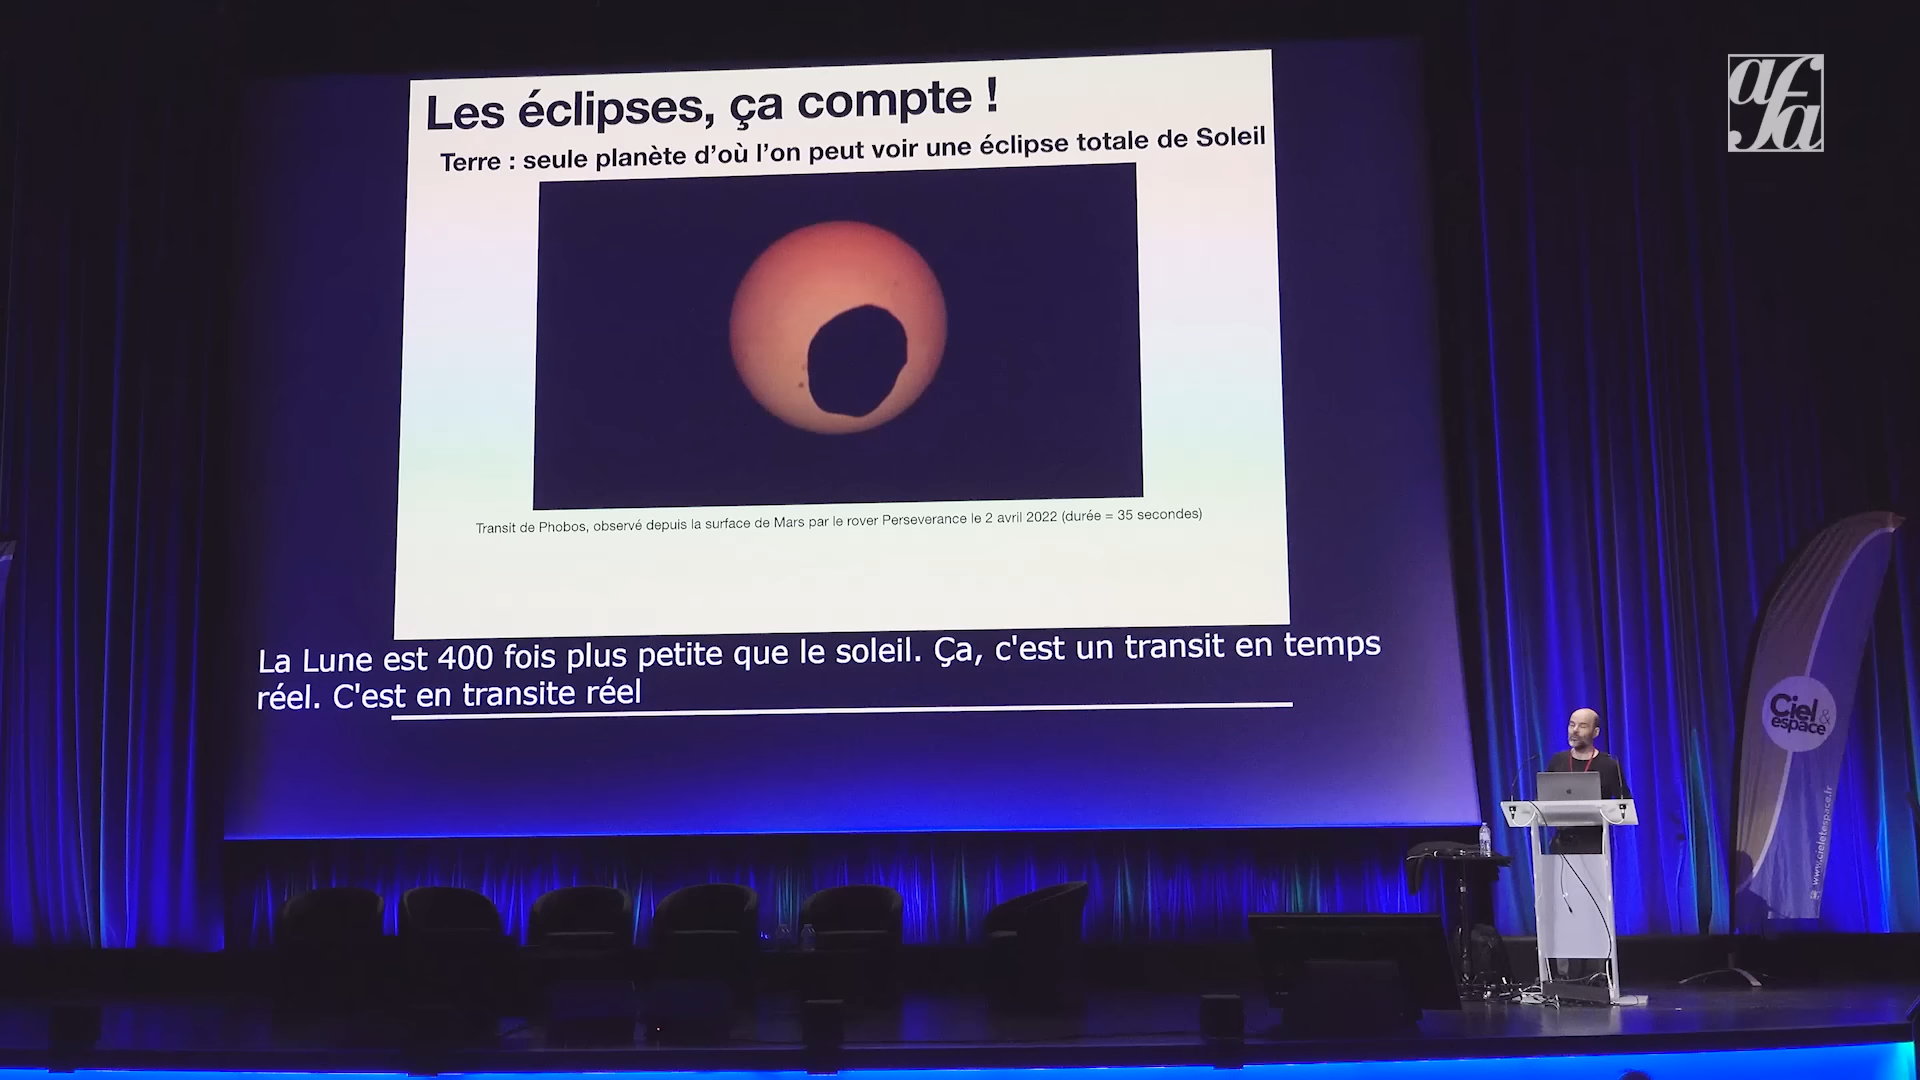 afa
Les éclipses, ça compte !
Terre : seule planète d'où l'on peut voir une éclipse totale de Soleil
Transit de Phobos, observé depuis la surface de Mars par le rover Perseverance le 2 avril 2022 (durée = 35 secondes)
La Lune est 400 fois plus petite que le soleil. Ça, c'est un transit en temps
réel. C'est en transite réel
Ciel &
espace
www.cieletespace.fr